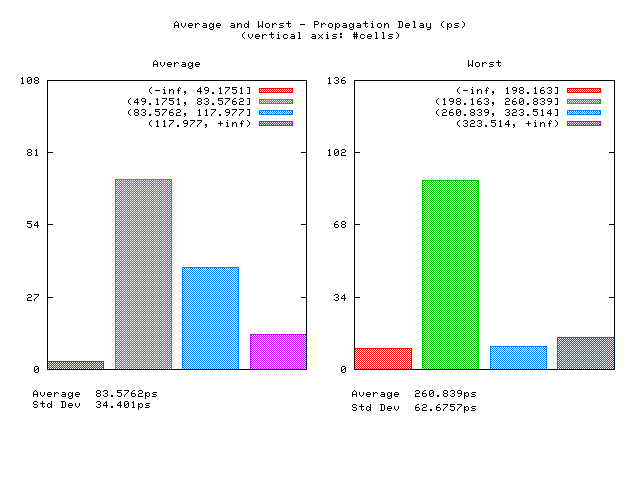 Average and Worst - Propagation Delay (ps)
(vertical axis: #cells)
Average
108
81
54
27
0
(-inf, 49.1751]
(49.1751, 83.5762]
(83.5762, 117.977]
(117.977, +inf)
Average 83.5762ps
Std Dev 34.401ps
Worst
136
102
68
34
0
(-inf, 198.163]
(198.163, 260.839]
(260.839, 323.514]
(323.514, +inf)
Average 260.839ps
Std Dev 62.6757ps